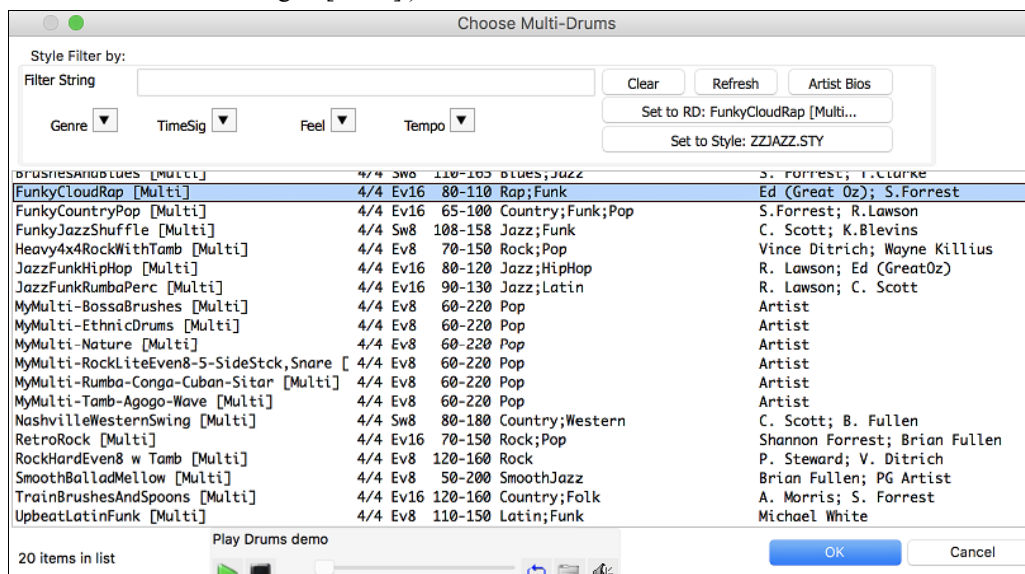 Choose Multi-Drums
Style Filter by:
Filter String
Clear
Refresh
Artist Bios
Set to RD: FunkyCloudRap [Multi...
Genre
TimeSig
Feel
Tempo
Set to Style: ZZJAZZ.STY
BrushesAndBlues [Multi] 4/4 Sw8 110-165 Blues;Jazz S. Forrest; T.Clarke
FunkyCloudRap [Multi] 4/4 Ev16 80-110 Rap;Funk Ed (Great Oz); S.Forrest
FunkyCountryPop [Multi] 4/4 Ev16 65-100 Country;Funk;Pop S.Forrest; R.Lawson
FunkyJazzShuffle [Multi] 4/4 Sw8 108-158 Jazz;Funk C. Scott; K.Blevins
Heavy4x4RockWithTamb [Multi] 4/4 Ev8 70-150 Rock;Pop Vince Ditrich; Wayne Killius
JazzFunkHipHop [Multi] 4/4 Ev16 80-120 Jazz;HipHop R. Lawson; Ed (GreatOz)
JazzFunkRumbaPerc [Multi] 4/4 Ev16 90-130 Jazz;Latin R. Lawson; C. Scott
MyMulti-BossaBrushes [Multi] 4/4 Ev8 60-220 Pop Artist
MyMulti-EthnicDrums [Multi] 4/4 Ev8 60-220 Pop Artist
MyMulti-Nature [Multi] 4/4 Ev8 60-220 Pop Artist
MyMulti-RockLiteEven8-5-SideStck,Snare [ 4/4 Ev8 60-220 Pop Artist
MyMulti-Rumba-Conga-Cuban-Sitar [Multi] 4/4 Ev8 60-220 Pop Artist
MyMulti-Tamb-Agogo-Wave [Multi] 4/4 Ev8 60-220 Pop Artist
NashvilleWesternSwing [Multi] 4/4 Sw8 80-180 Country;Western C. Scott; B. Fullen
RetroRock [Multi] 4/4 Ev16 70-150 Rock;Pop Shannon Forrest; Brian Fullen
RockHardEven8 w Tamb [Multi] 4/4 Ev8 120-160 Rock P. Steward; V. Ditrich
SmoothBalladMellow [Multi] 4/4 Ev8 50-200 SmoothJazz Brian Fullen; PG Artist
TrainBrushesAndSpoons [Multi] 4/4 Ev16 120-160 Country;Folk A. Morris; S. Forrest
UpbeatLatinFunk [Multi] 4/4 Ev8 110-150 Latin;Funk Michael White
Play Drums demo
20 items in list
OK
Cancel